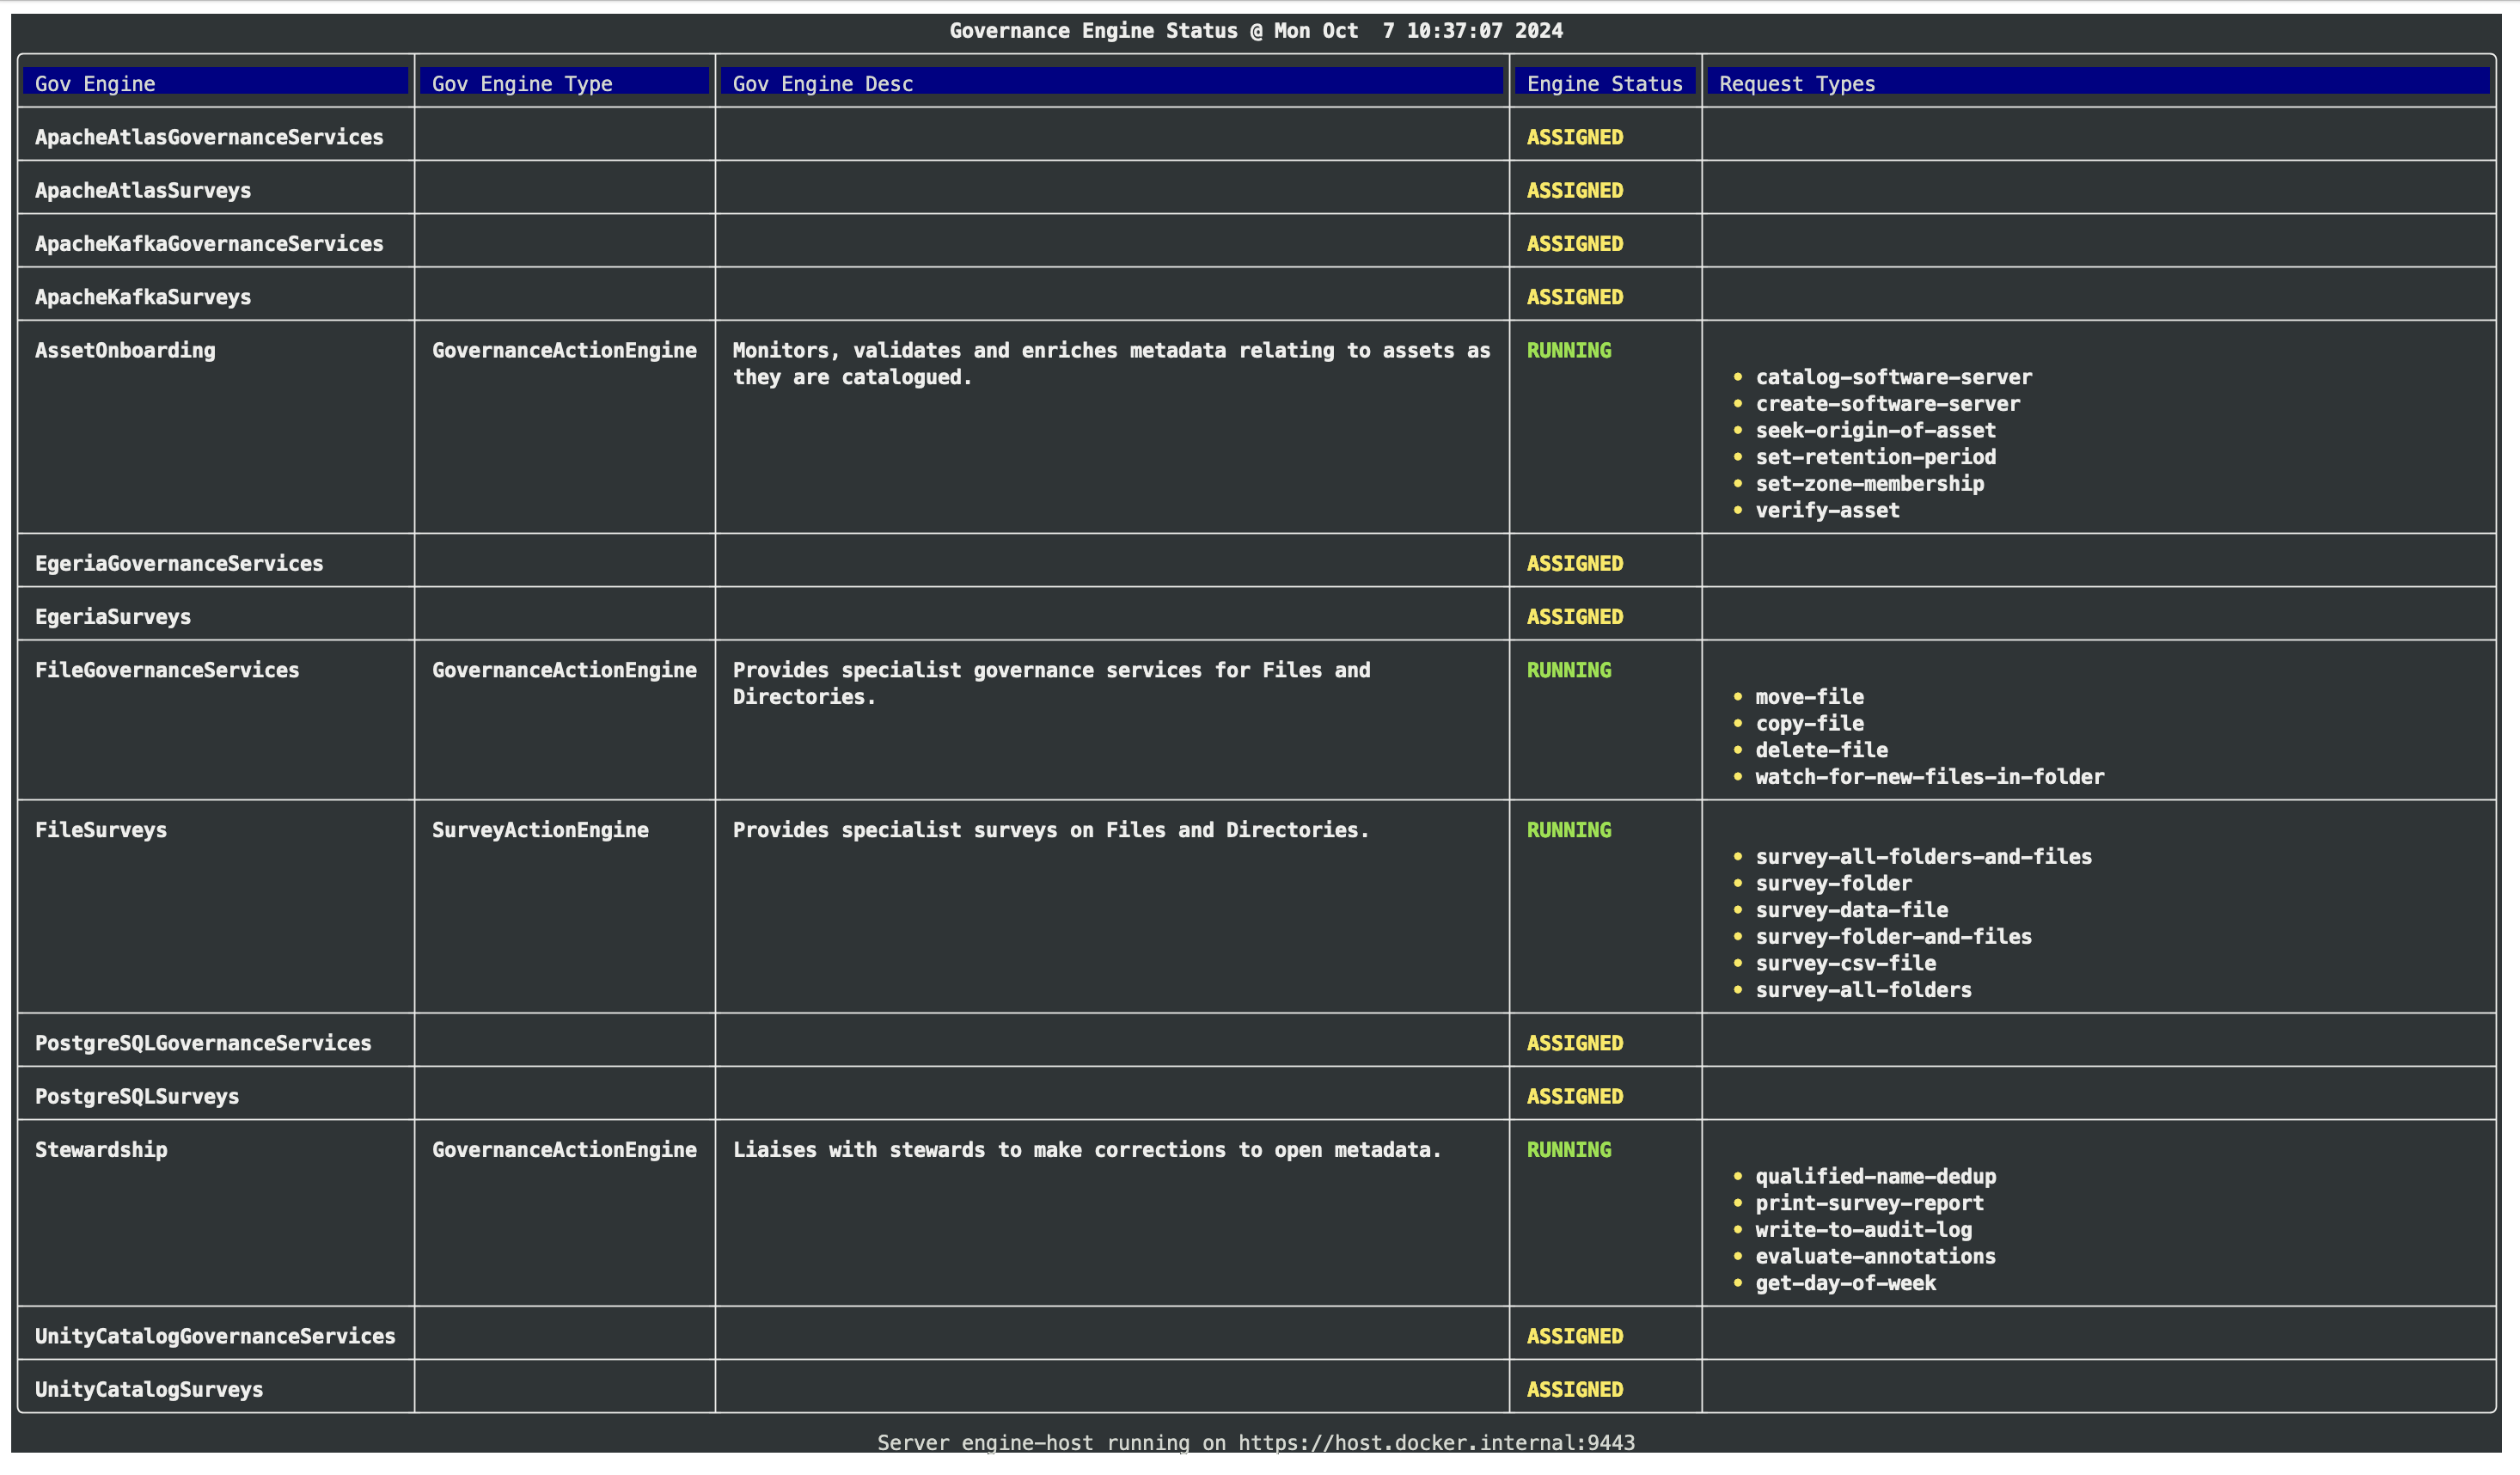 Governance Engine Status @ Mon Oct  7 10:37:07 2024
Gov Engine Gov Engine Type Gov Engine Desc Engine Status Request Types
ApacheAtlasGovernanceServices ASSIGNED
ApacheAtlasSurveys ASSIGNED
ApacheKafkaGovernanceServices ASSIGNED
ApacheKafkaSurveys ASSIGNED
AssetOnboarding GovernanceActionEngine Monitors, validates and enriches metadata relating to assets as RUNNING
they are catalogued. • catalog-software-server
• create-software-server
• seek-origin-of-asset
• set-retention-period
• set-zone-membership
• verify-asset
EgeriaGovernanceServices ASSIGNED
EgeriaSurveys ASSIGNED
FileGovernanceServices GovernanceActionEngine Provides specialist governance services for Files and RUNNING
Directories. • move-file
• copy-file
• delete-file
• watch-for-new-files-in-folder
FileSurveys SurveyActionEngine Provides specialist surveys on Files and Directories. RUNNING
• survey-all-folders-and-files
• survey-folder
• survey-data-file
• survey-folder-and-files
• survey-csv-file
• survey-all-folders
PostgreSQLGovernanceServices ASSIGNED
PostgreSQLSurveys ASSIGNED
Stewardship GovernanceActionEngine Liaises with stewards to make corrections to open metadata. RUNNING
• qualified-name-dedup
• print-survey-report
• write-to-audit-log
• evaluate-annotations
• get-day-of-week
UnityCatalogGovernanceServices ASSIGNED
UnityCatalogSurveys ASSIGNED
Server engine-host running on https://host.docker.internal:9443